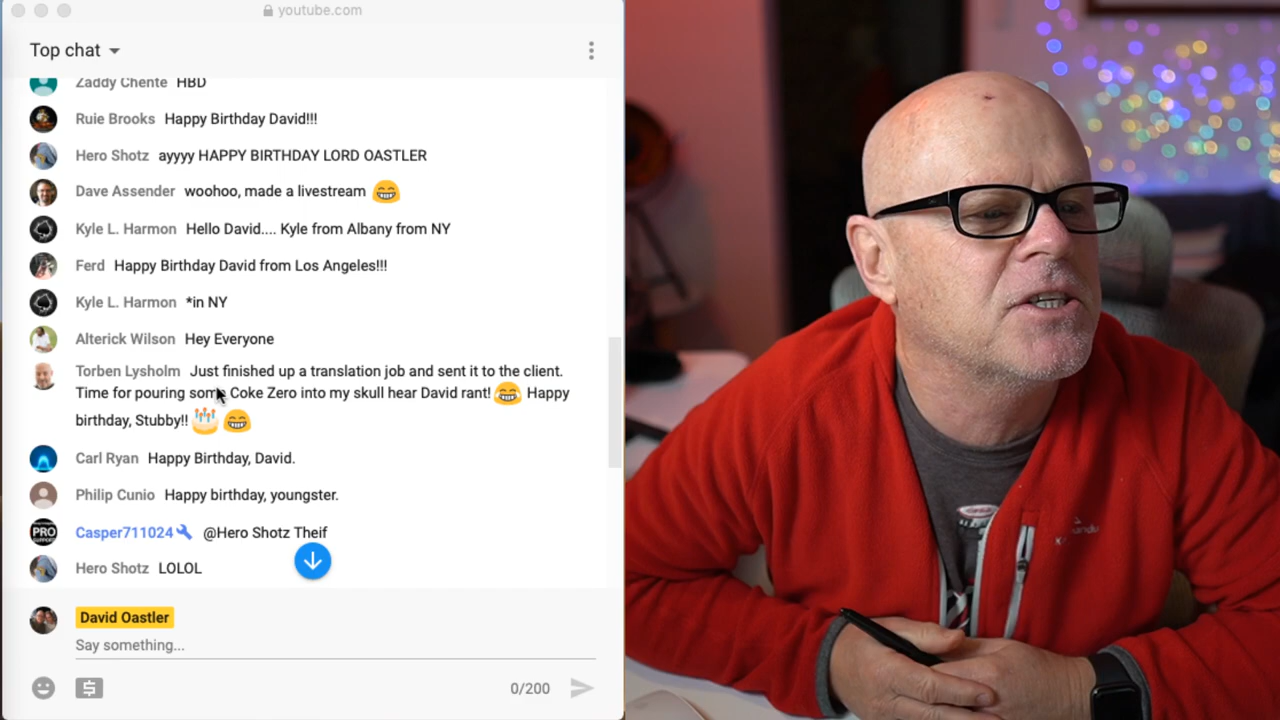 youtube.com
Top chat
Zaddy Chente HBD
Ruie Brooks Happy Birthday David!!!
Hero Shotz ayyyy HAPPY BIRTHDAY LORD OASTLER
Dave Assender woohoo, made a livestream 😁
Kyle L. Harmon Hello David.... Kyle from Albany from NY
Ferd Happy Birthday David from Los Angeles!!!
Kyle L. Harmon *in NY
Alterick Wilson Hey Everyone
Torben Lysholm Just finished up a translation job and sent it to the client.
Time for pouring some Coke Zero into my skull hear David rant! 😂 Happy
birthday, Stubby!! 🎂 😁
Carl Ryan Happy Birthday, David.
Philip Cunio Happy birthday, youngster.
PRO
SUPPORT
Casper711024 @Hero Shotz Theif
Hero Shotz LOLOL
David Oastler
Say something...
$
0/200